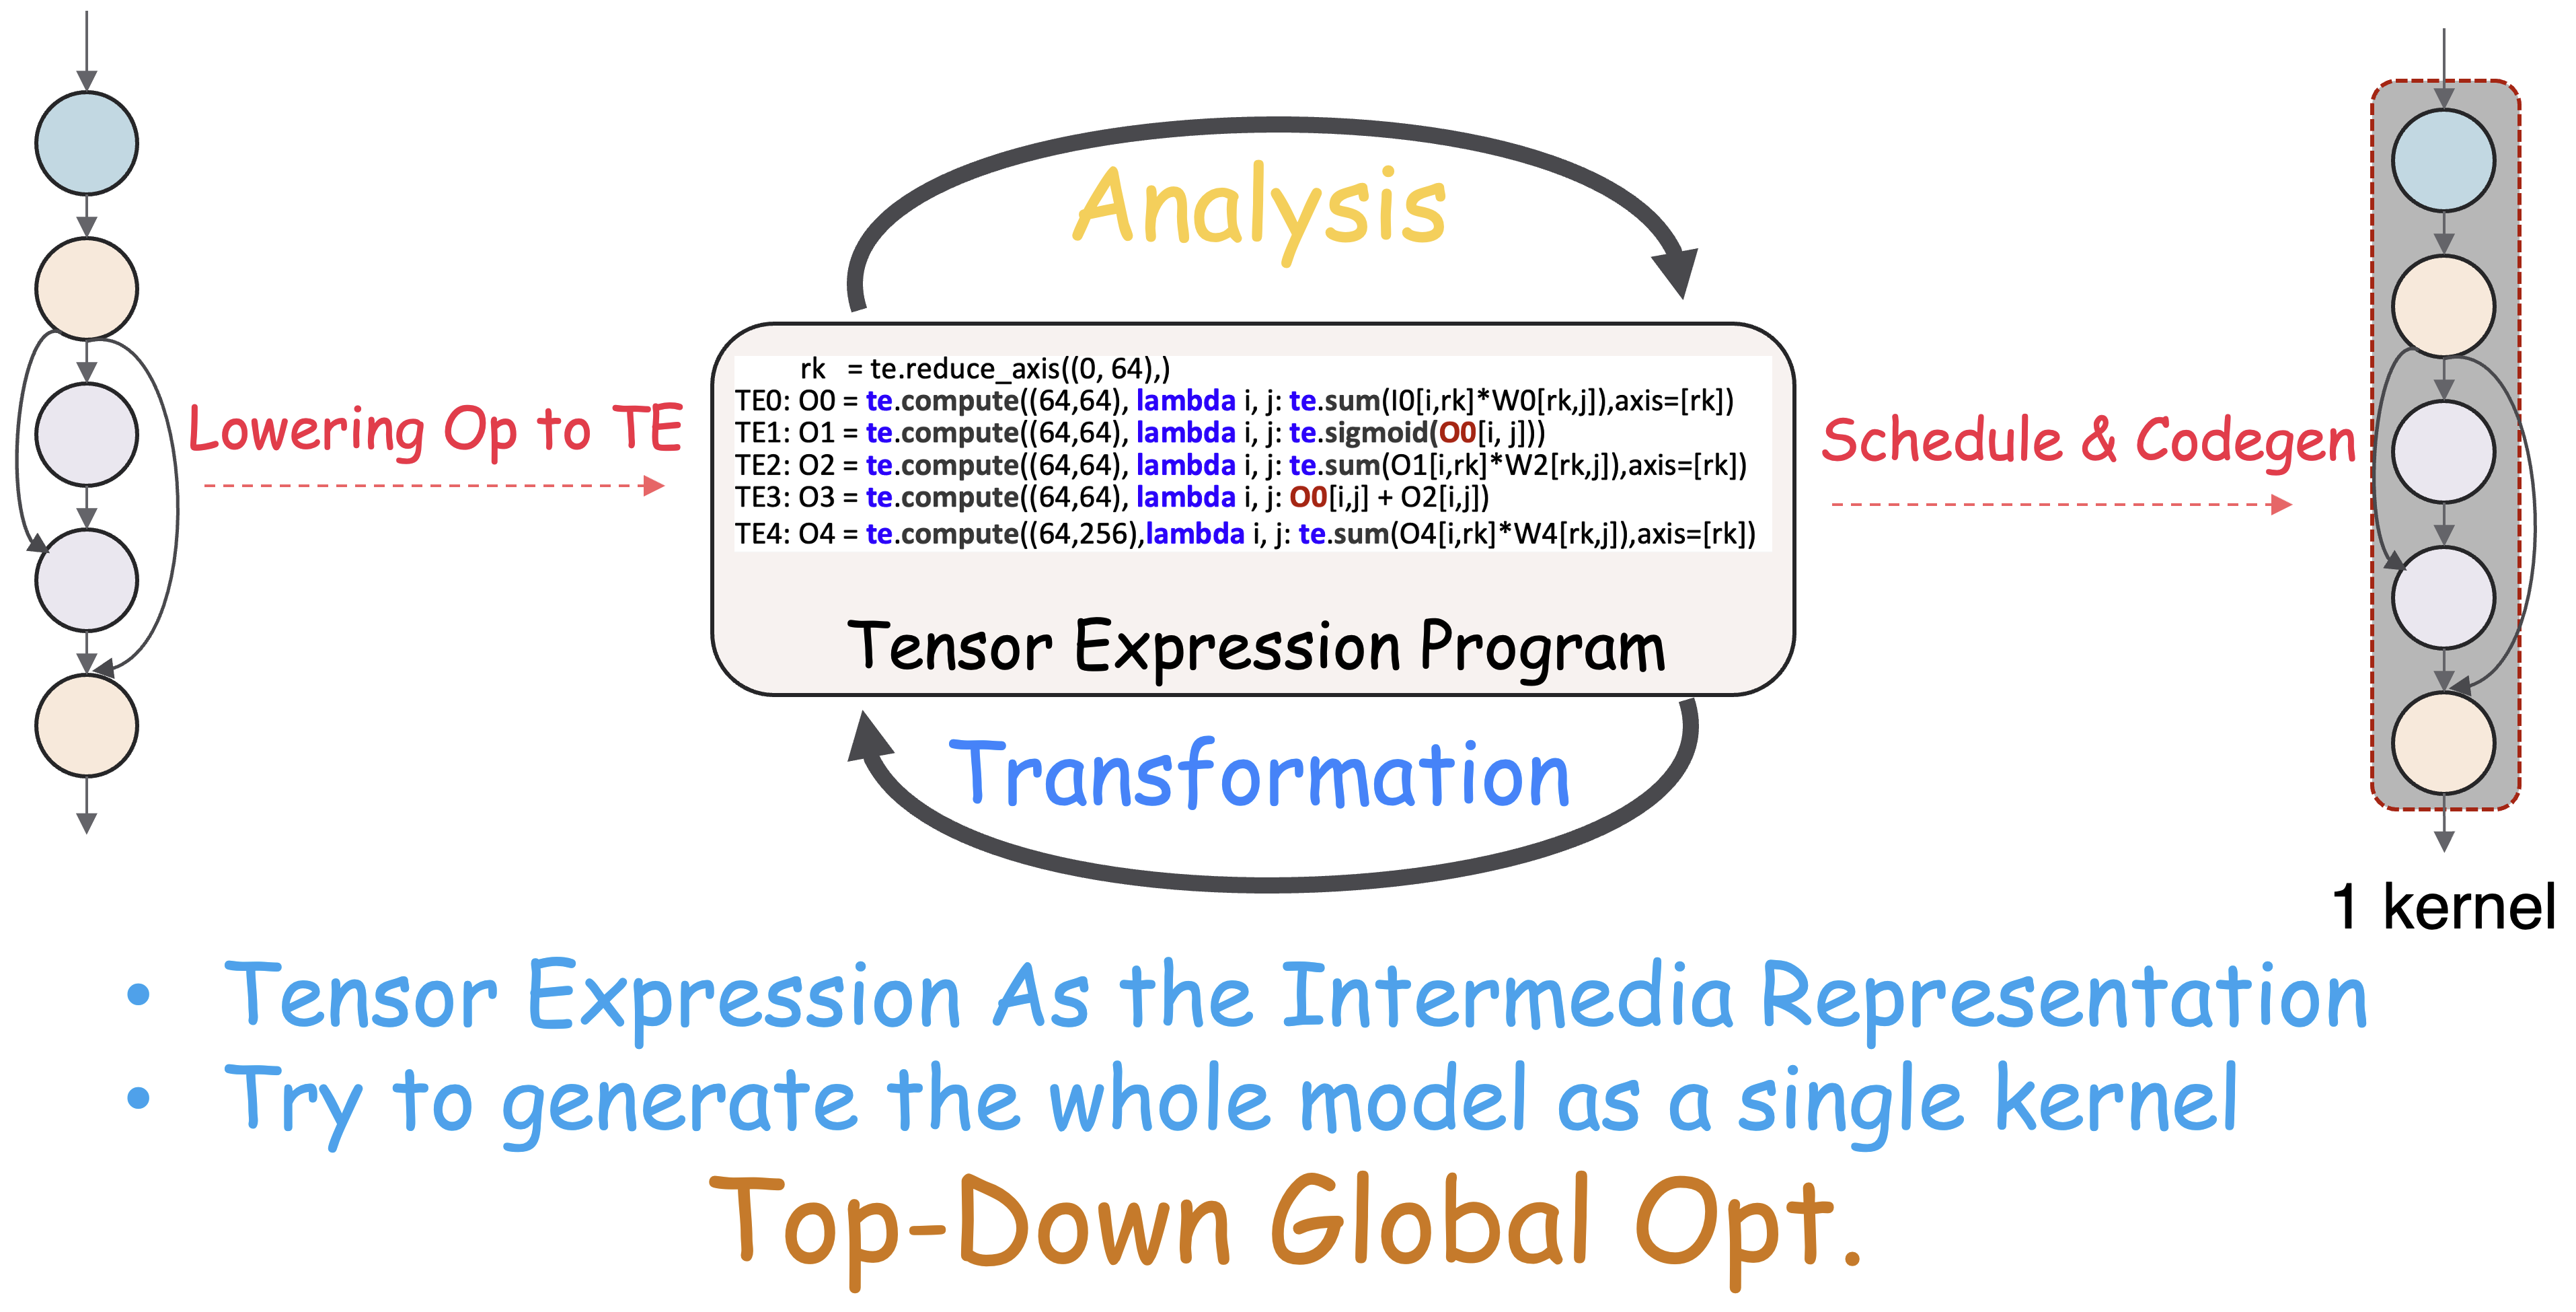 Analysis
rk = te.reduce_axis((0, 64),)
TE0: O0 = te.compute((64,64), lambda i, j: te.sum(I0[i,rk]*W0[rk,j]),axis=[rk])
TE1: O1 = te.compute((64,64), lambda i, j: te.sigmoid(O0[i, j]))
TE2: O2 = te.compute((64,64), lambda i, j: te.sum(O1[i,rk]*W2[rk,j]),axis=[rk])
TE3: O3 = te.compute((64,64), lambda i, j: O0[i,j] + O2[i,j])
TE4: O4 = te.compute((64,256),lambda i, j: te.sum(O4[i,rk]*W4[rk,j]),axis=[rk])
Lowering Op to TE
Schedule & Codegen
Tensor Expression Program
Transformation
1 kernel
• Tensor Expression As the Intermedia Representation
• Try to generate the whole model as a single kernel
Top-Down Global Opt.